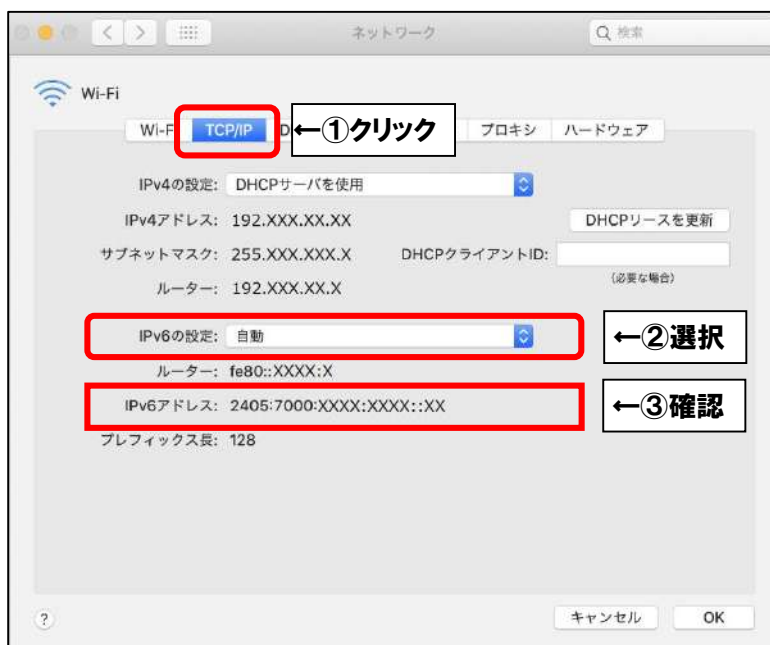 ネットワーク
検索
Wi-Fi
Wi-F TCP/IP D ←①クリック プロキシ ハードウェア
IPv4の設定: DHCPサーバを使用
IPv4アドレス: 192.XXX.XX.XX DHCPリースを更新
サブネットマスク: 255.XXX.XXX.X DHCPクライアントID:
(必要な場合)
ルーター: 192.XXX.XX.X
IPv6の設定: 自動 ←②選択
ルーター: fe80::XXXX:X
IPv6アドレス: 2405:7000:XXXX:XXXX::XX ←③確認
プレフィックス長: 128
? キャンセル OK